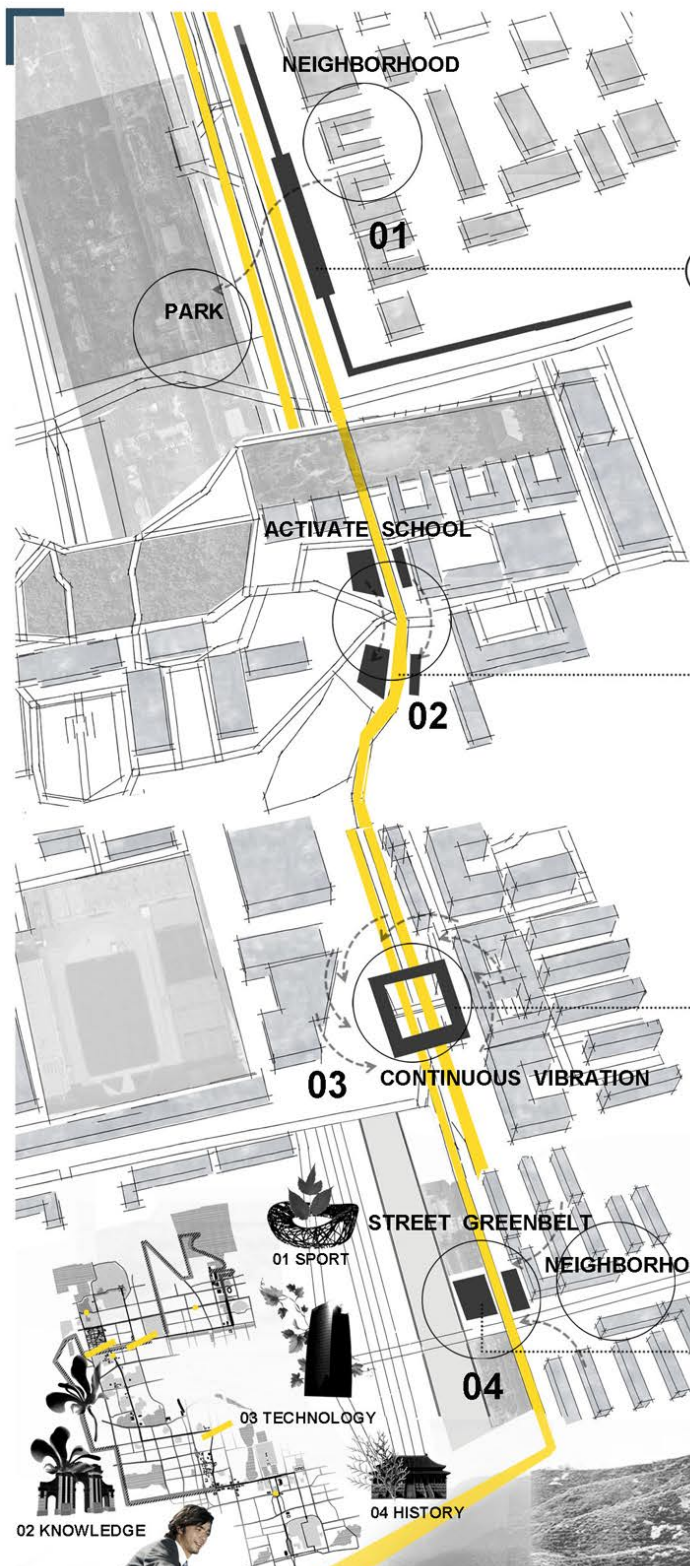 NEIGHBORHOOD
01
PARK
ACTIVATE SCHOOL
02
03
CONTINUOUS VIBRATION
STREET GREENBELT
01 SPORT
NEIGHBORHO
04
03 TECHNOLOGY
04 HISTORY
02 KNOWLEDGE